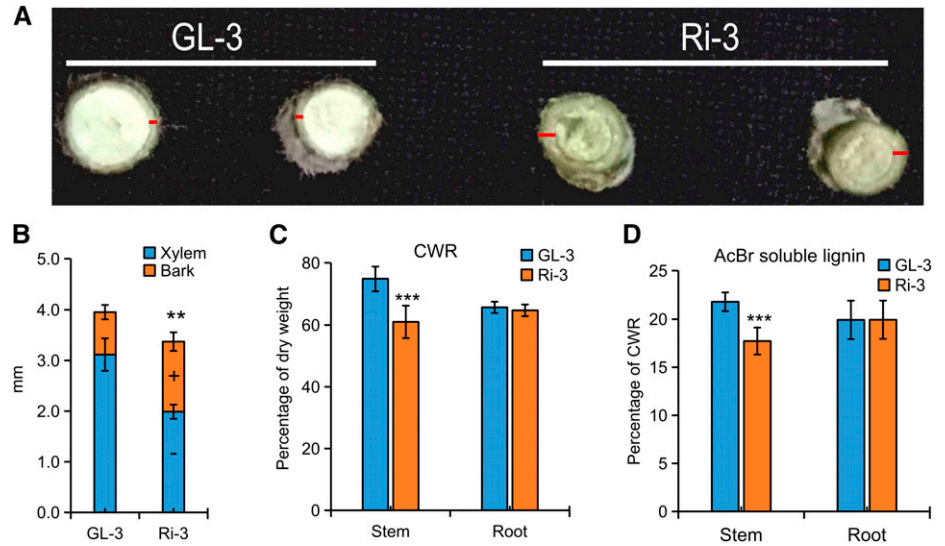 A
GL-3
Ri-3
B
Xylem
Bark
5.0
4.0
3.0
2.0
1.0
0.0
mm
**
+
−
GL-3
Ri-3
C
CWR
GL-3
Ri-3
80
60
40
20
0
Percentage of dry weight
***
Stem
Root
D
AcBr soluble lignin
GL-3
Ri-3
25
20
15
10
5
0
Percentage of CWR
***
Stem
Root